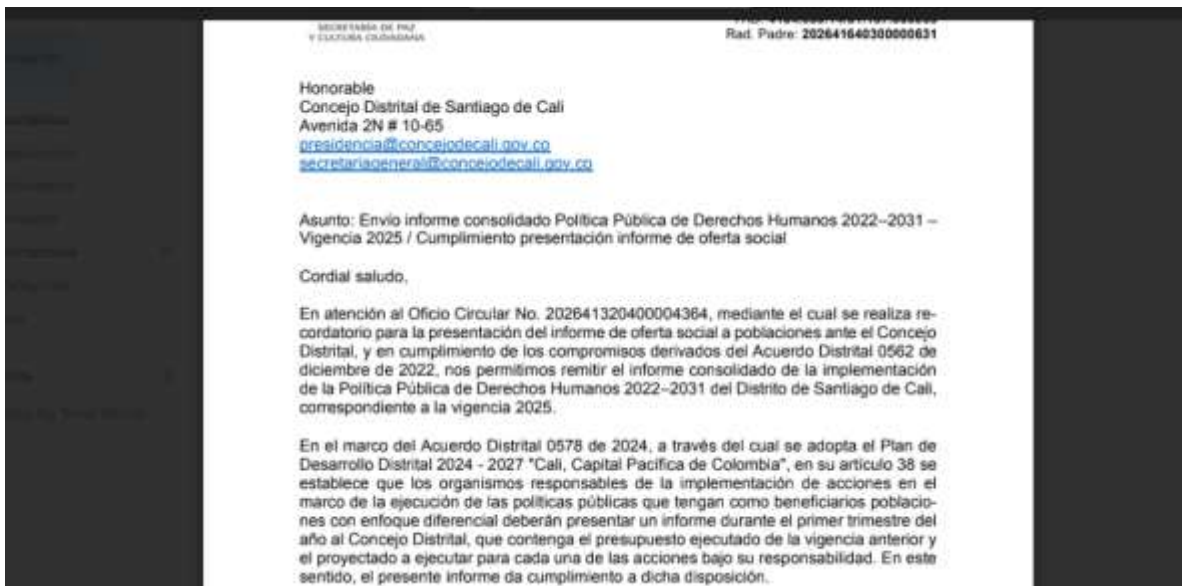 SECRETARÍA DE PAZ
Y CULTURA CIUDADANA
Rad. Padre: 202641640300000631
Honorable
Concejo Distrital de Santiago de Cali
Avenida 2N # 10-65
presidencia@concejodecali.gov.co
secretariageneral@concejodecali.gov.co
Asunto: Envío informe consolidado Política Pública de Derechos Humanos 2022–2031 –
Vigencia 2025 / Cumplimiento presentación informe de oferta social
Cordial saludo,
En atención al Oficio Circular No. 202641320400004364, mediante el cual se realiza re-
cordatorio para la presentación del informe de oferta social a poblaciones ante el Concejo
Distrital, y en cumplimiento de los compromisos derivados del Acuerdo Distrital 0562 de
diciembre de 2022, nos permitimos remitir el informe consolidado de la implementación
de la Política Pública de Derechos Humanos 2022–2031 del Distrito de Santiago de Cali,
correspondiente a la vigencia 2025.
En el marco del Acuerdo Distrital 0578 de 2024, a través del cual se adopta el Plan de
Desarrollo Distrital 2024 - 2027 "Cali, Capital Pacífica de Colombia", en su artículo 38 se
establece que los organismos responsables de la implementación de acciones en el
marco de la ejecución de las políticas públicas que tengan como beneficiarios poblacio-
nes con enfoque diferencial deberán presentar un informe durante el primer trimestre del
año al Concejo Distrital, que contenga el presupuesto ejecutado de la vigencia anterior y
el proyectado a ejecutar para cada una de las acciones bajo su responsabilidad. En este
sentido, el presente informe da cumplimiento a dicha disposición.